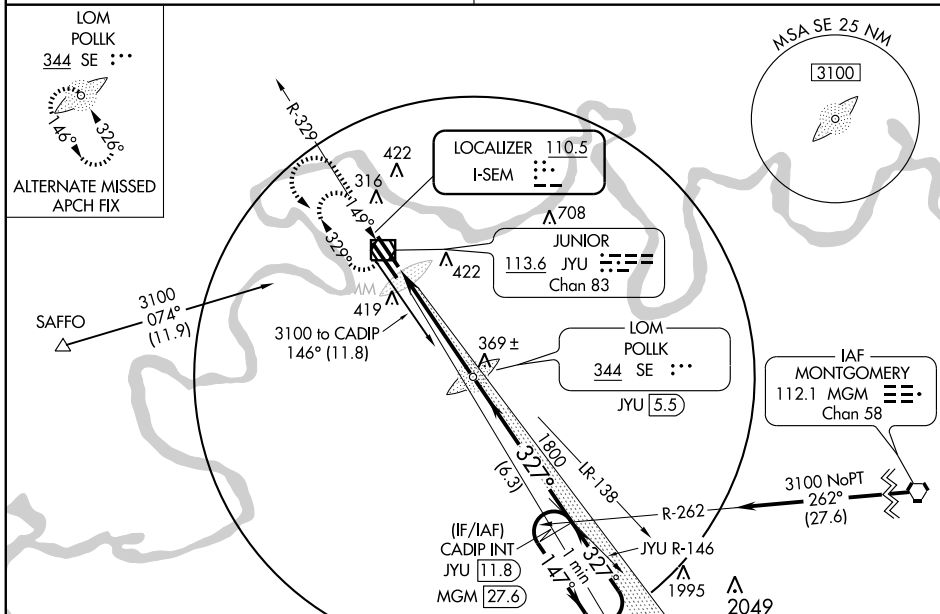 LOM
POLLK
344 SE
146°
326°
ALTERNATE MISSED
APCH FIX
MSA SE 25 NM
3100
R-329
LOCALIZER 110.5
I-SEM
422
316
149°
329°
708
JUNIOR
113.6 JYU
Chan 83
422
MM
419
3100
074°
(11.9)
SAFFO
3100 to CADIP
146° (11.8)
369 ±
LOM
POLLK
344 SE
JYU 5.5
IAF
MONTGOMERY
112.1 MGM
Chan 58
327°
1800
LR-138
(6.3)
3100 NoPT
262°
(27.6)
R-262
(IF/IAF)
CADIP INT
JYU 11.8
MGM 27.6
1 min
147°
327°
JYU R-146
1995
2049